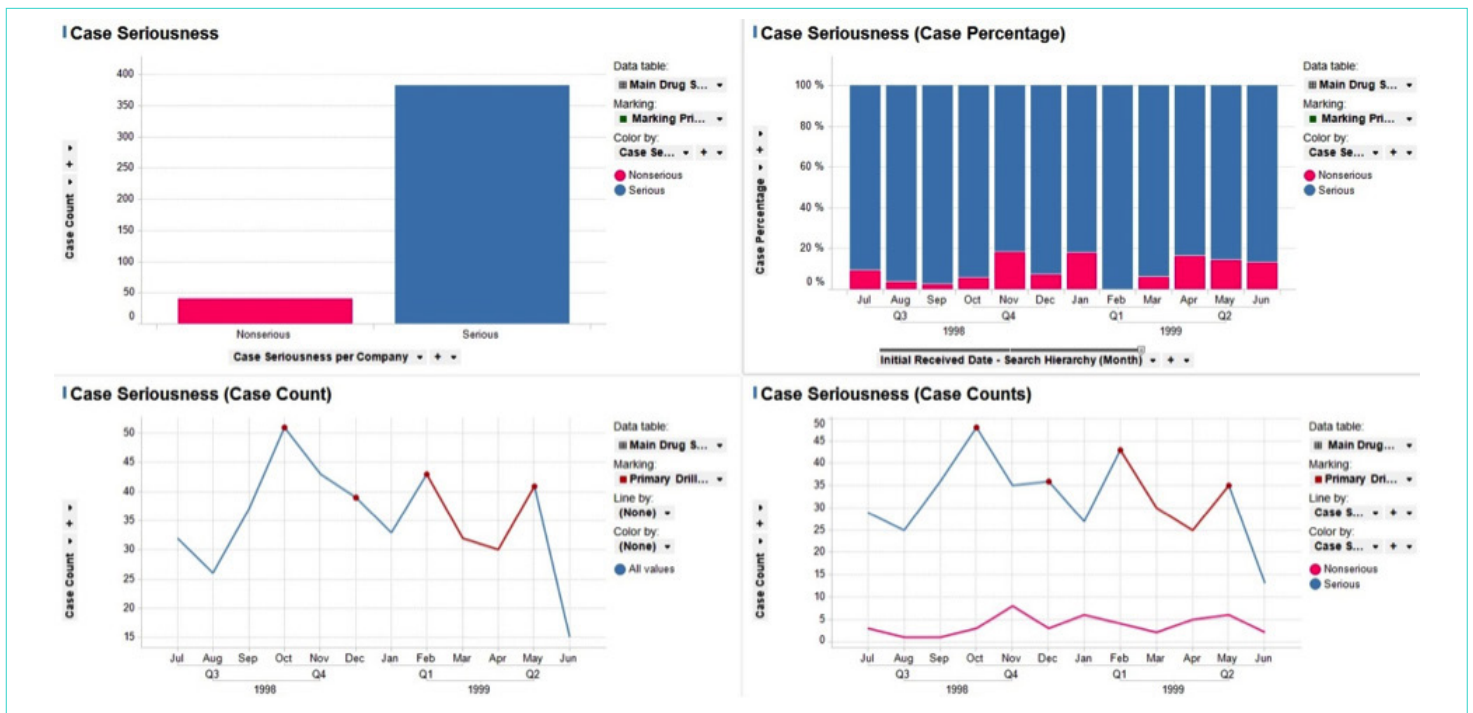 Case Seriousness
400
350
300
250
200
150
100
50
0
Case Count
Nonserious
Serious
Case Seriousness per Company
Data table:
Main Drug S...
Marking:
Marking Pri...
Color by:
Case Se...
Nonserious
Serious
Case Seriousness (Case Percentage)
100 %
80 %
60 %
40 %
20 %
0 %
Case Percentage
Jul Aug Sep Oct Nov Dec Jan Feb Mar Apr May Jun
Q3 Q4 Q1 Q2
1998 1999
Initial Received Date - Search Hierarchy (Month)
Data table:
Main Drug S...
Marking:
Marking Pri...
Color by:
Case Se...
Nonserious
Serious
Case Seriousness (Case Count)
50
45
40
35
30
25
20
15
Case Count
Jul Aug Sep Oct Nov Dec Jan Feb Mar Apr May Jun
Q3 Q4 Q1 Q2
1998 1999
Data table:
Main Drug S...
Marking:
Primary Drill...
Line by:
(None)
Color by:
(None)
All values
Case Seriousness (Case Counts)
50
45
40
35
30
25
20
15
10
5
0
Case Count
Jul Aug Sep Oct Nov Dec Jan Feb Mar Apr May Jun
Q3 Q4 Q1 Q2
1998 1999
Data table:
Main Drug...
Marking:
Primary Dri...
Line by:
Case S...
Color by:
Case S...
Nonserious
Serious